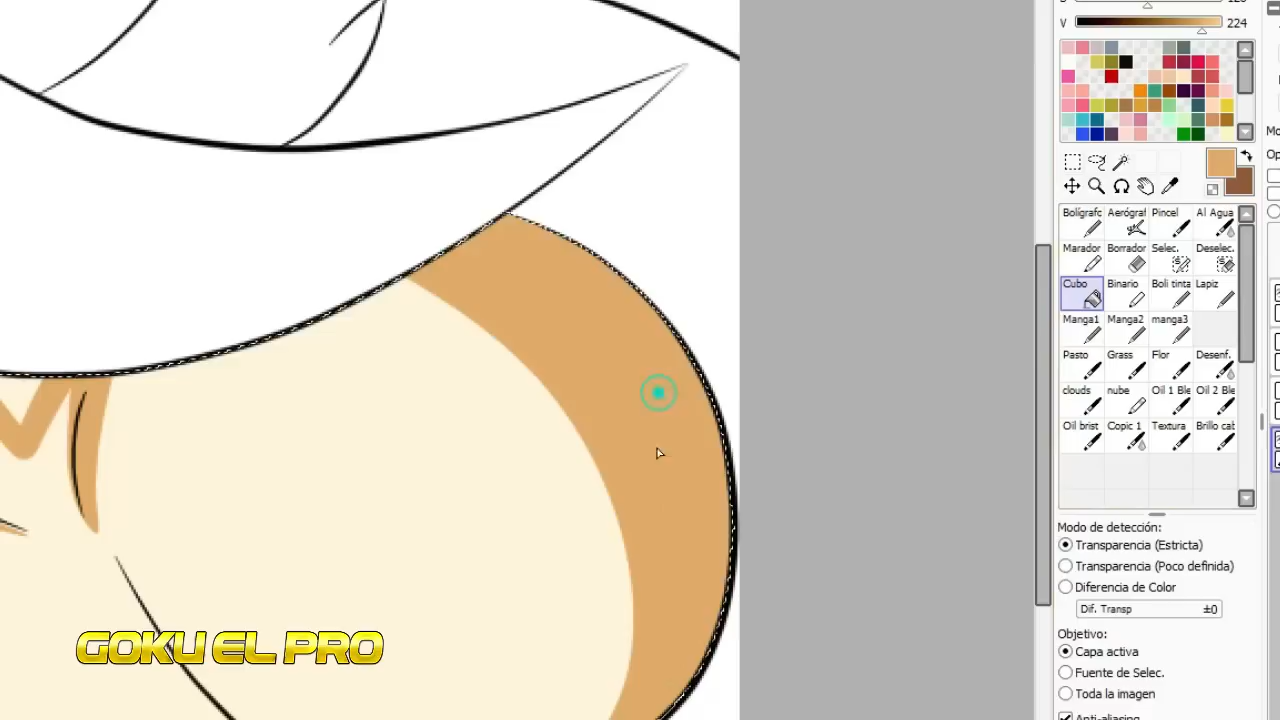 V 224
Bolígrafc Aerógraf Pincel Al Agua
Marador Borrador Selec. Deselec.
Cubo Binario Boli tinta Lapiz
Manga1 Manga2 manga3
Pasto Grass Flor Desenf.
clouds nube Oil 1 Ble Oil 2 Ble
Oil brist Copic 1 Textura Brillo cab
Modo de detección:
Transparencia (Estricta)
Transparencia (Poco definida)
Diferencia de Color
Dif. Transp ±0
Objetivo:
Capa activa
Fuente de Selec.
Toda la imagen
Anti-aliasing
GOKU EL PRO